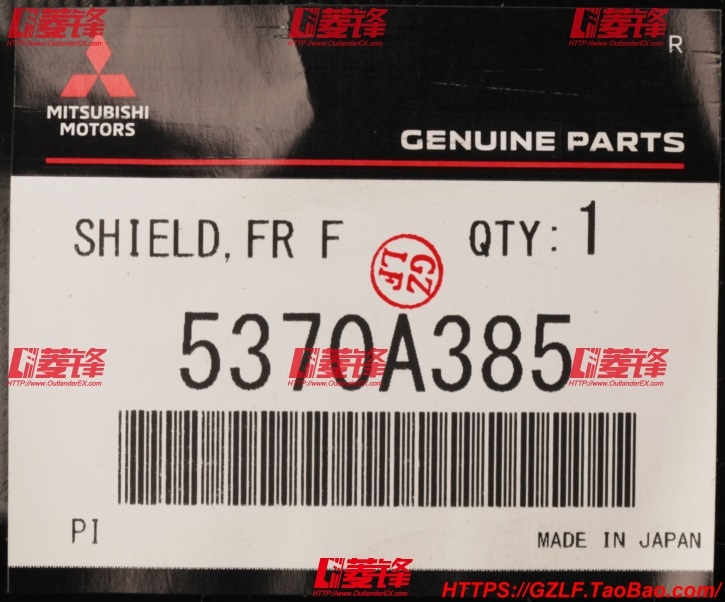 菱锋 菱锋 菱锋
HTTP://www.OutlanderEX.com HTTP://www.OutlanderEX.com HTTP://www.OutlanderEX.com
R
MITSUBISHI
MOTORS
GENUINE PARTS
SHIELD, FR F QTY: 1
GZ
LF
5370A385
菱锋 菱锋 菱锋
HTTP://www.OutlanderEX.com HTTP://www.OutlanderEX.com HTTP://www.OutlanderEX.com
PI MADE IN JAPAN
菱锋
HTTP://www.OutlanderEX.com
HTTPS://GZLF.TaoBao.com/